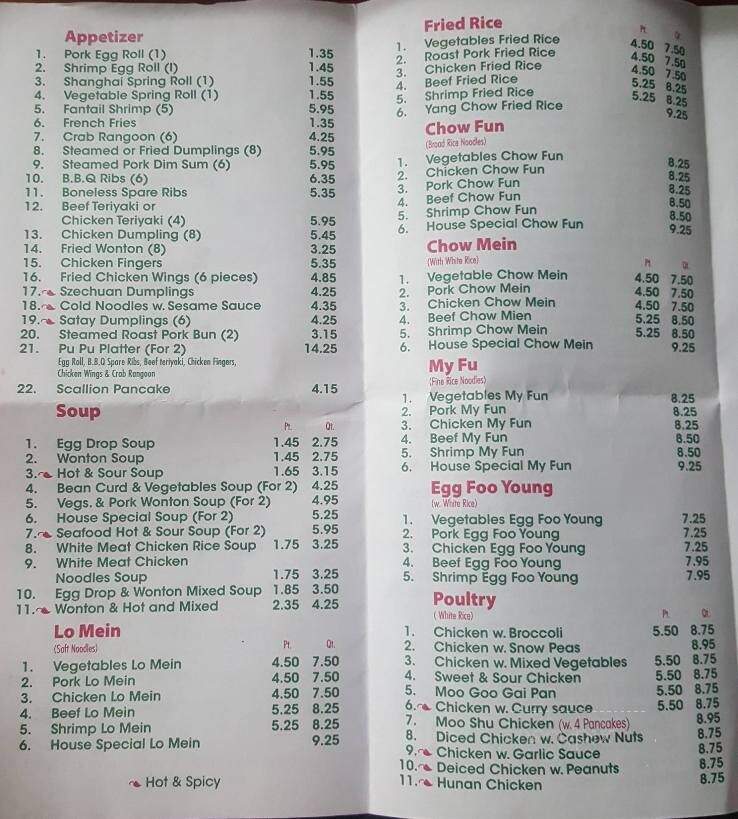 Appetizer
1. Pork Egg Roll (1) 1.35
2. Shrimp Egg Roll (l) 1.45
3. Shanghai Spring Roll (1) 1.55
4. Vegetable Spring Roll (1) 1.55
5. Fantail Shrimp (5) 5.95
6. French Fries 1.35
7. Crab Rangoon (6) 4.25
8. Steamed or Fried Dumplings (8) 5.95
9. Steamed Pork Dim Sum (6) 5.95
10. B.B.Q Ribs (6) 6.35
11. Boneless Spare Ribs 5.35
12. Beef Teriyaki or
Chicken Teriyaki (4) 5.95
13. Chicken Dumpling (8) 5.45
14. Fried Wonton (8) 3.25
15. Chicken Fingers 5.35
16. Fried Chicken Wings (6 pieces) 4.85
17. Szechuan Dumplings 4.25
18. Cold Noodles w. Sesame Sauce 4.35
19. Satay Dumplings (6) 4.25
20. Steamed Roast Pork Bun (2) 3.15
21. Pu Pu Platter (For 2) 14.25
Egg Roll, B.B.Q Spare Ribs, Beef teriyaki, Chicken Fingers,
Chicken Wings & Crab Rangoon
22. Scallion Pancake 4.15
Soup
Pt. Qt.
1. Egg Drop Soup 1.45 2.75
2. Wonton Soup 1.45 2.75
3. Hot & Sour Soup 1.65 3.15
4. Bean Curd & Vegetables Soup (For 2) 4.25
5. Vegs. & Pork Wonton Soup (For 2) 4.95
6. House Special Soup (For 2) 5.25
7. Seafood Hot & Sour Soup (For 2) 5.95
8. White Meat Chicken Rice Soup 1.75 3.25
9. White Meat Chicken
Noodles Soup 1.75 3.25
10. Egg Drop & Wonton Mixed Soup 1.85 3.50
11. Wonton & Hot and Mixed 2.35 4.25
Lo Mein
(Soft Noodles) Pt. Qt.
1. Vegetables Lo Mein 4.50 7.50
2. Pork Lo Mein 4.50 7.50
3. Chicken Lo Mein 4.50 7.50
4. Beef Lo Mein 5.25 8.25
5. Shrimp Lo Mein 5.25 8.25
6. House Special Lo Mein 9.25
Hot & Spicy
Fried Rice
Pt. Qt.
1. Vegetables Fried Rice 4.50 7.50
2. Roast Pork Fried Rice 4.50 7.50
3. Chicken Fried Rice 4.50 7.50
4. Beef Fried Rice 5.25 8.25
5. Shrimp Fried Rice 5.25 8.25
6. Yang Chow Fried Rice 9.25
Chow Fun
(Broad Rice Noodles)
1. Vegetables Chow Fun 8.25
2. Chicken Chow Fun 8.25
3. Pork Chow Fun 8.25
4. Beef Chow Fun 8.50
5. Shrimp Chow Fun 8.50
6. House Special Chow Fun 9.25
Chow Mein
(With White Rice) Pt. Qt.
1. Vegetable Chow Mein 4.50 7.50
2. Pork Chow Mein 4.50 7.50
3. Chicken Chow Mein 4.50 7.50
4. Beef Chow Mien 5.25 8.50
5. Shrimp Chow Mein 5.25 8.50
6. House Special Chow Mein 9.25
My Fu
(Fine Rice Noodles)
1. Vegetables My Fun 8.25
2. Pork My Fun 8.25
3. Chicken My Fun 8.25
4. Beef My Fun 8.50
5. Shrimp My Fun 8.50
6. House Special My Fun 9.25
Egg Foo Young
(w. White Rice)
1. Vegetables Egg Foo Young 7.25
2. Pork Egg Foo Young 7.25
3. Chicken Egg Foo Young 7.25
4. Beef Egg Foo Young 7.95
5. Shrimp Egg Foo Young 7.95
Poultry
( White Rice) Pt. Qt.
1. Chicken w. Broccoli 5.50 8.75
2. Chicken w. Snow Peas 8.95
3. Chicken w. Mixed Vegetables 5.50 8.75
4. Sweet & Sour Chicken 5.50 8.75
5. Moo Goo Gai Pan 5.50 8.75
6. Chicken w. Curry sauce 5.50 8.75
7. Moo Shu Chicken (w. 4 Pancakes) 8.95
8. Diced Chicken w. Cashew Nuts 8.75
9. Chicken w. Garlic Sauce 8.75
10. Deiced Chicken w. Peanuts 8.75
11. Hunan Chicken 8.75